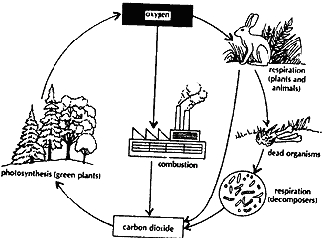 oxygen
respiration
(plants and
animals)
dead organisms
combustion
photosynthesis (green plants)
respiration
(decomposers)
carbon dioxide